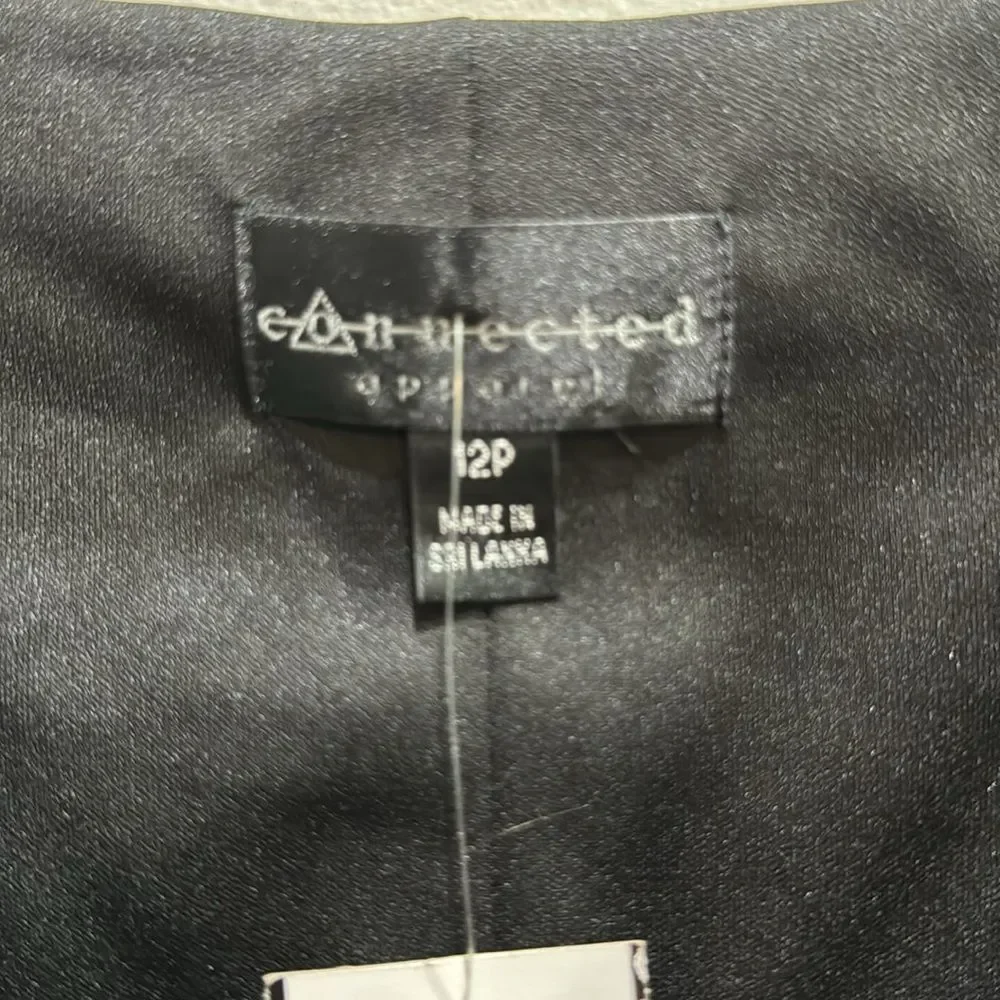 connected
apparel
12P
MADE IN
SRI LANKA